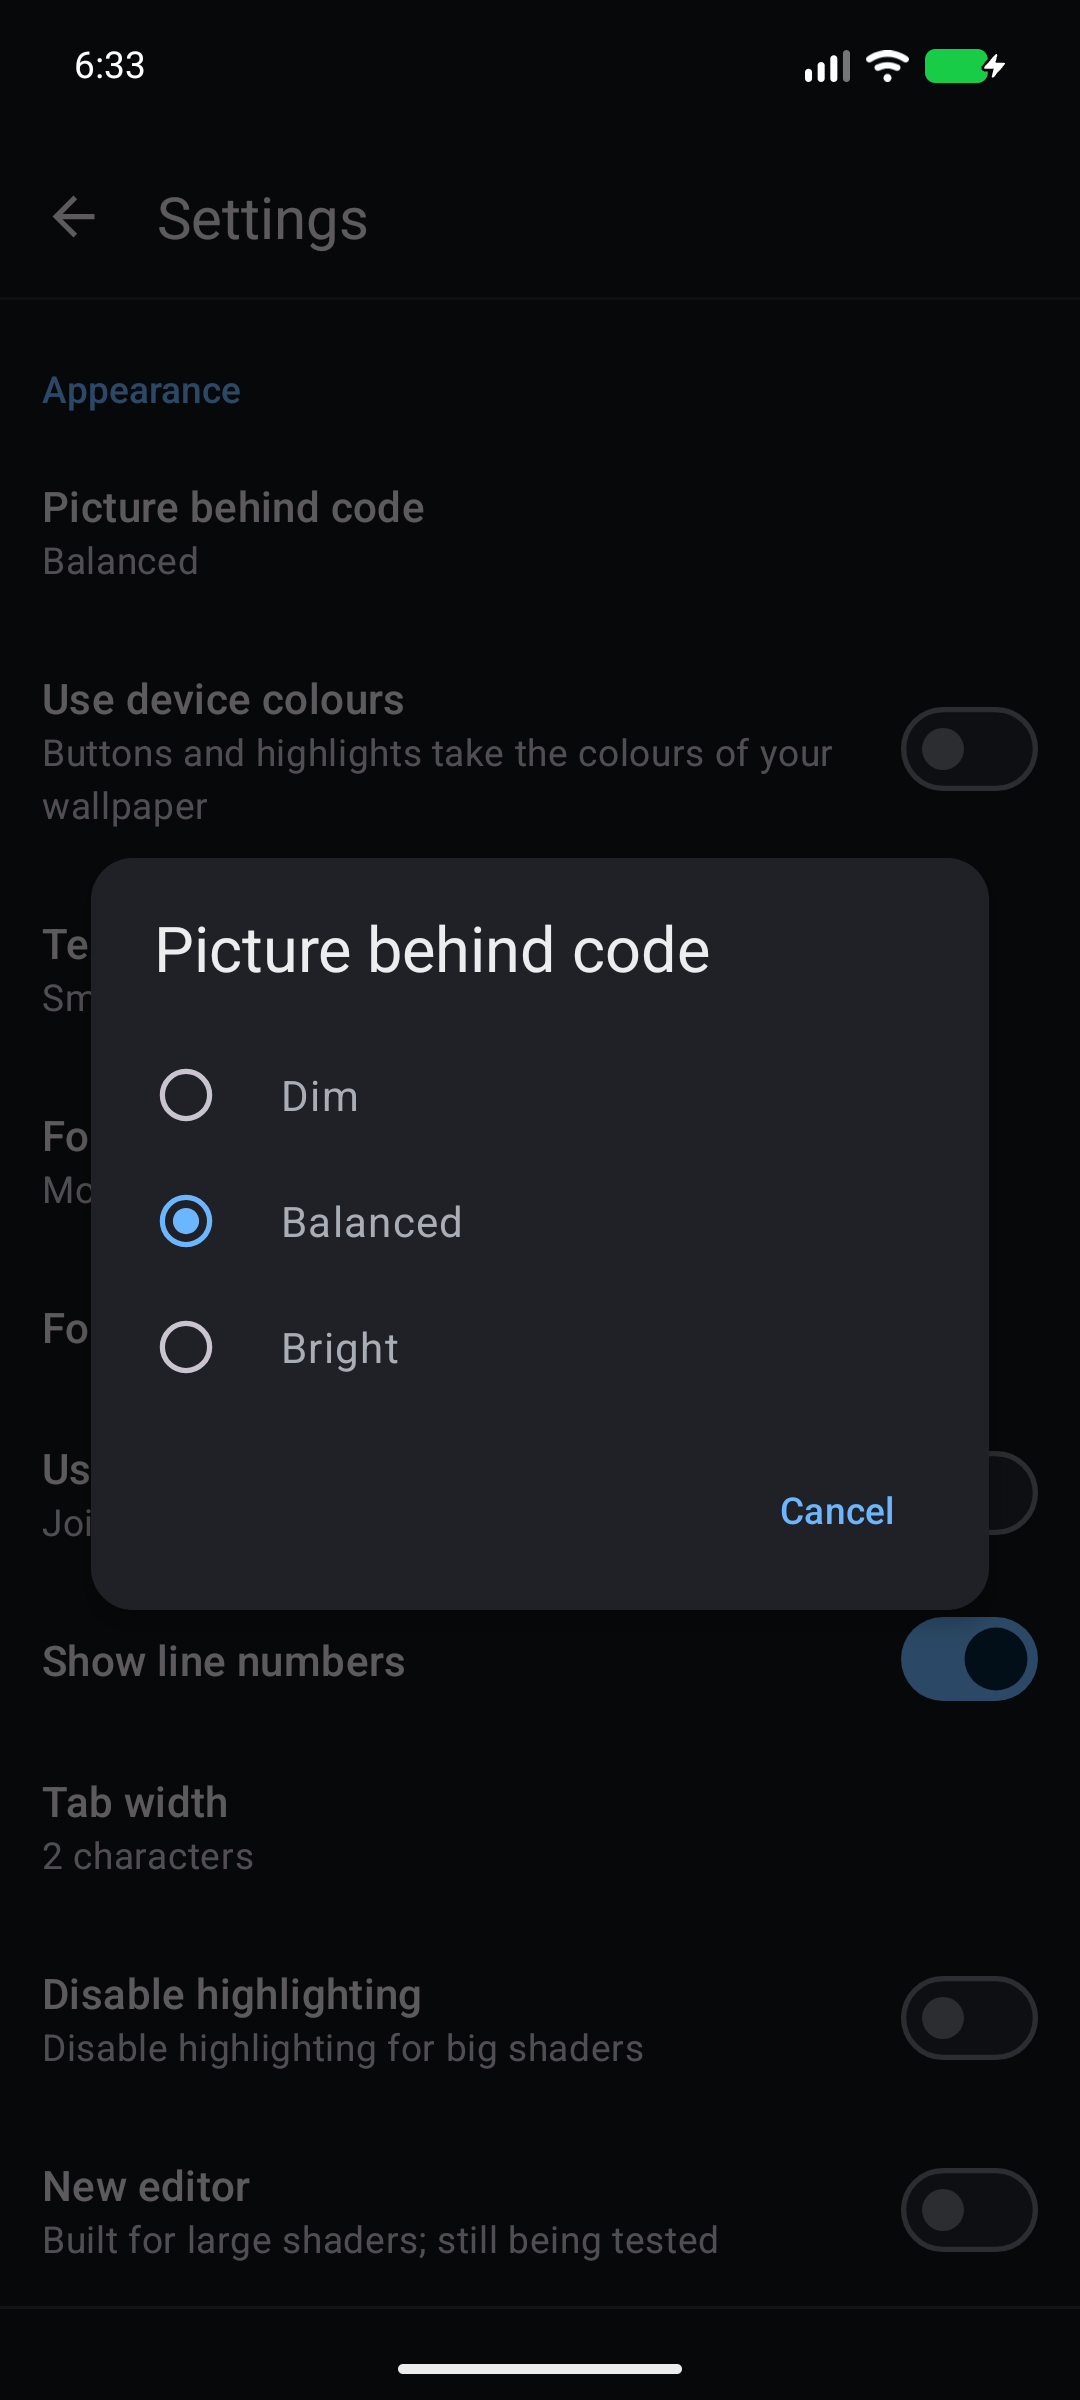 6:33
Settings
Appearance
Picture behind code
Balanced
Use device colours
Buttons and highlights take the colours of your
wallpaper
Te
Sm
Picture behind code
Dim
Fo
Mo
Balanced
Fo
Bright
Us
Joi
Cancel
Show line numbers
Tab width
2 characters
Disable highlighting
Disable highlighting for big shaders
New editor
Built for large shaders; still being tested